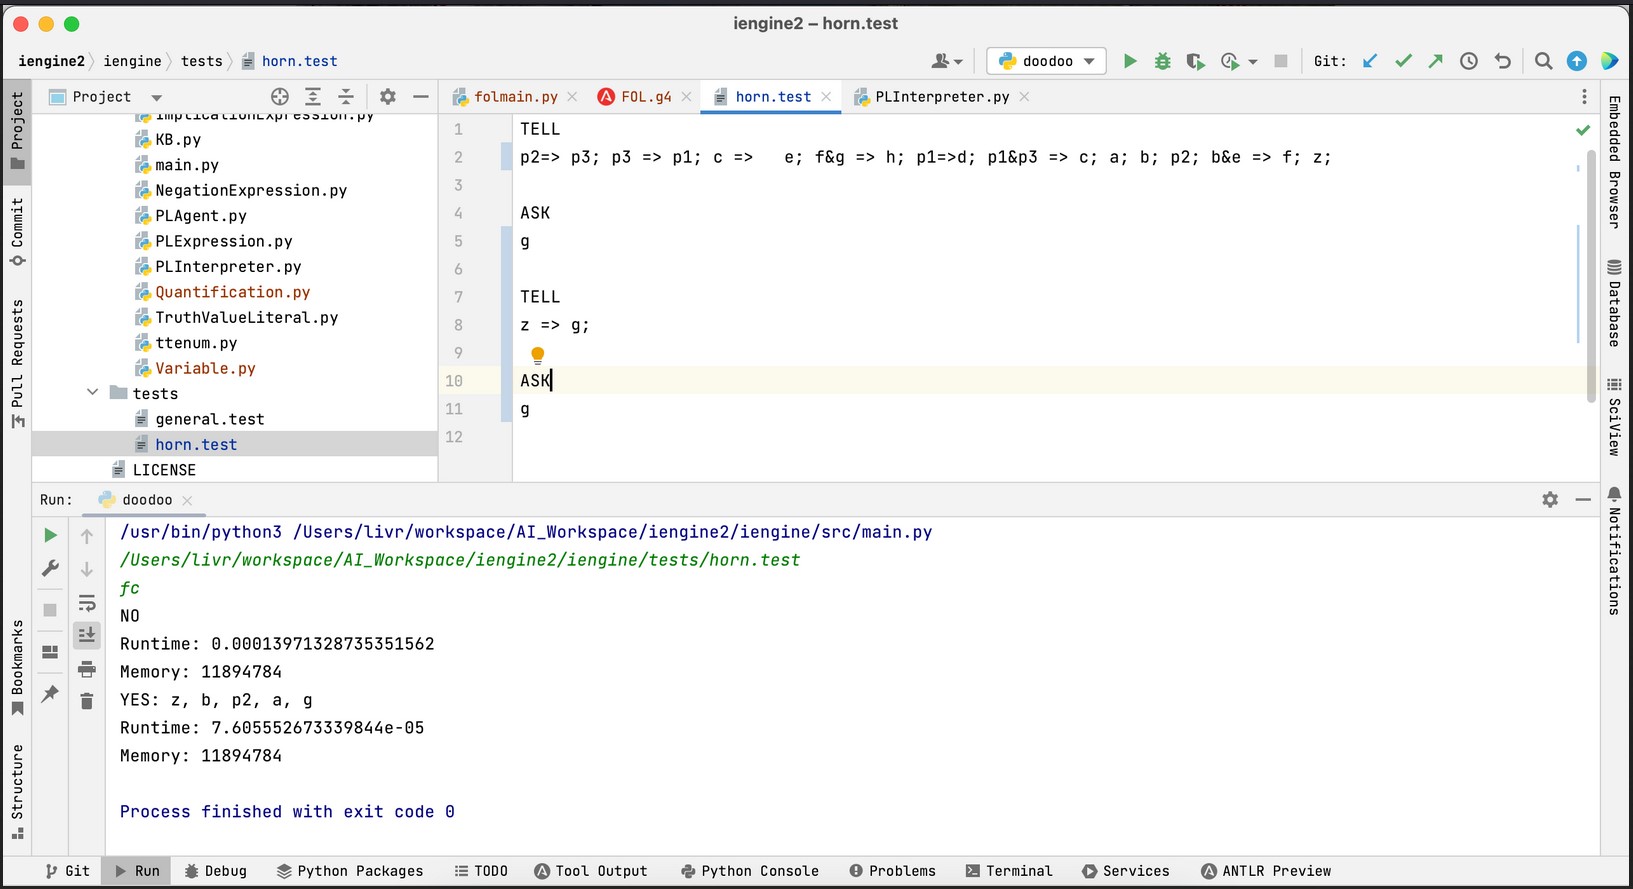 iengine2 – horn.test
iengine2 iengine tests horn.test
doodoo
Git:
Project
folmain.py
FOL.g4
horn.test
PLInterpreter.py
ImplicationExpression.py
KB.py
main.py
NegationExpression.py
PLAgent.py
PLExpression.py
PLInterpreter.py
Quantification.py
TruthValueLiteral.py
ttenum.py
Variable.py
tests
general.test
horn.test
LICENSE
1 TELL
2 p2=> p3; p3 => p1; c =>   e; f&g => h; p1=>d; p1&p3 => c; a; b; p2; b&e => f; z;
3
4 ASK
5 g
6
7 TELL
8 z => g;
9
10 ASK
11 g
12
Project
Commit
Pull Requests
Bookmarks
Structure
Embedded Browser
Database
SciView
Notifications
Run: doodoo
/usr/bin/python3 /Users/livr/workspace/AI_Workspace/iengine2/iengine/src/main.py
/Users/livr/workspace/AI_Workspace/iengine2/iengine/tests/horn.test
fc
NO
Runtime: 0.00013971328735351562
Memory: 11894784
YES: z, b, p2, a, g
Runtime: 7.605552673339844e-05
Memory: 11894784
Process finished with exit code 0
Git Run Debug Python Packages TODO Tool Output Python Console Problems Terminal Services ANTLR Preview